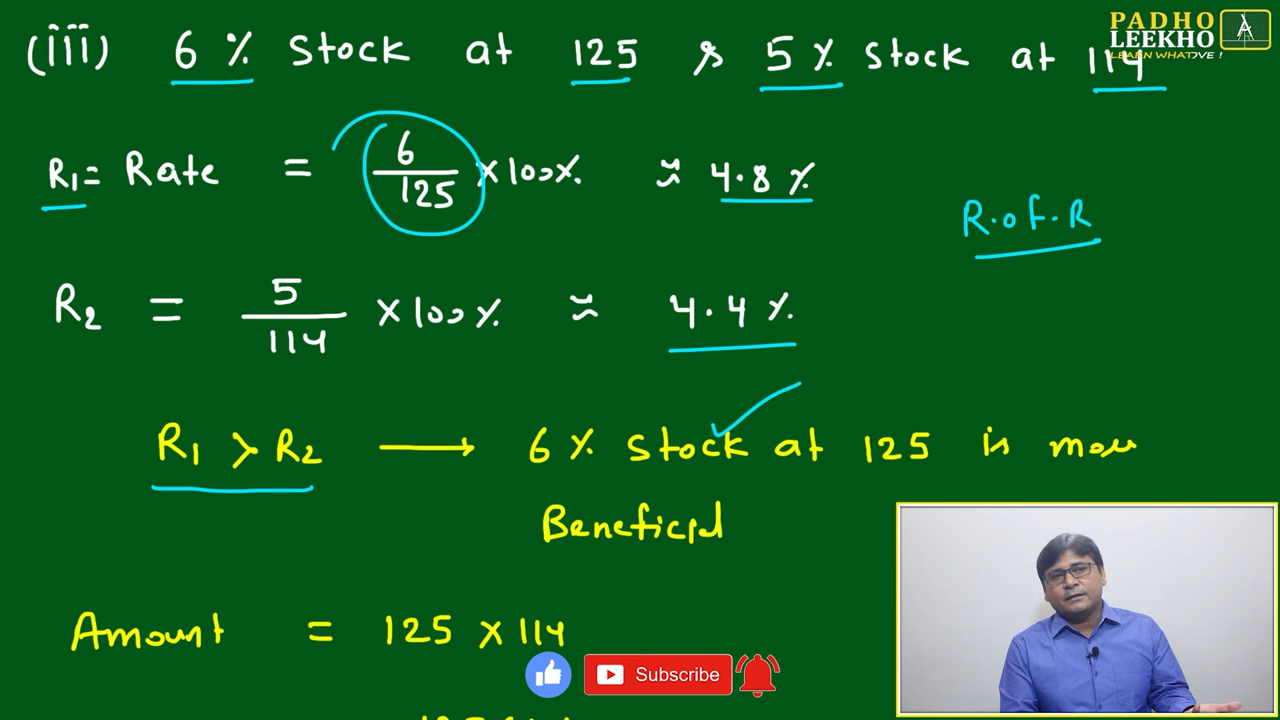 (iii) 6 % Stock at 125 & 5 % Stock at 114
PADHO
LEEKHO
R1 = Rate = 6/125 × 100 % ≈ 4.8 %
R.of.R
R2 = 5/114 × 100 % ≈ 4.4 %
R1 > R2 → 6 % stock at 125 is more
Beneficial
Amount = 125 × 114
Subscribe